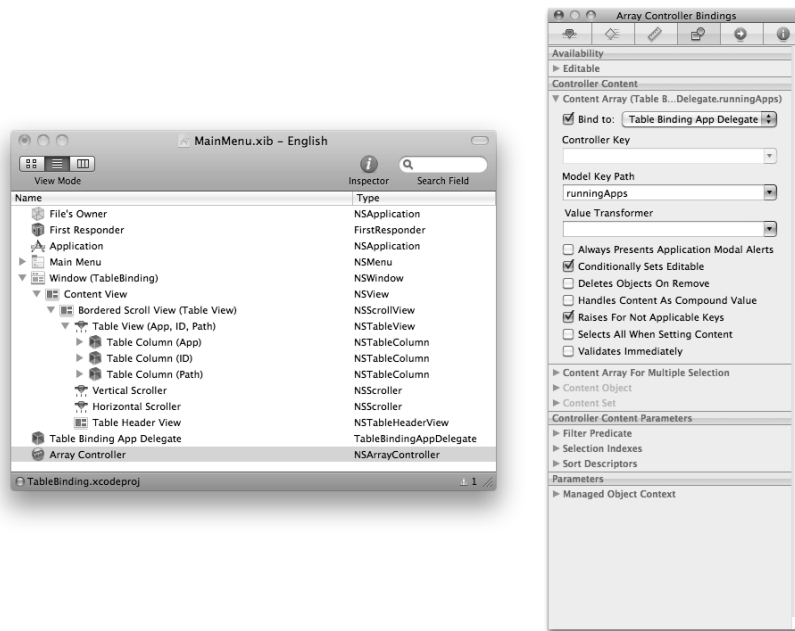 MainMenu.xib – English
View Mode
Inspector
Search Field
Name Type
File's Owner NSApplication
First Responder FirstResponder
Application NSApplication
Main Menu NSMenu
Window (TableBinding) NSWindow
Content View NSView
Bordered Scroll View (Table View) NSScrollView
Table View (App, ID, Path) NSTableView
Table Column (App) NSTableColumn
Table Column (ID) NSTableColumn
Table Column (Path) NSTableColumn
Vertical Scroller NSScroller
Horizontal Scroller NSScroller
Table Header View NSTableHeaderView
Table Binding App Delegate TableBindingAppDelegate
Array Controller NSArrayController
TableBinding.xcodeproj 1
Array Controller Bindings
Availability
Editable
Controller Content
Content Array (Table B...Delegate.runningApps)
Bind to: Table Binding App Delegate
Controller Key
Model Key Path
runningApps
Value Transformer
Always Presents Application Modal Alerts
Conditionally Sets Editable
Deletes Objects On Remove
Handles Content As Compound Value
Raises For Not Applicable Keys
Selects All When Setting Content
Validates Immediately
Content Array For Multiple Selection
Content Object
Content Set
Controller Content Parameters
Filter Predicate
Selection Indexes
Sort Descriptors
Parameters
Managed Object Context